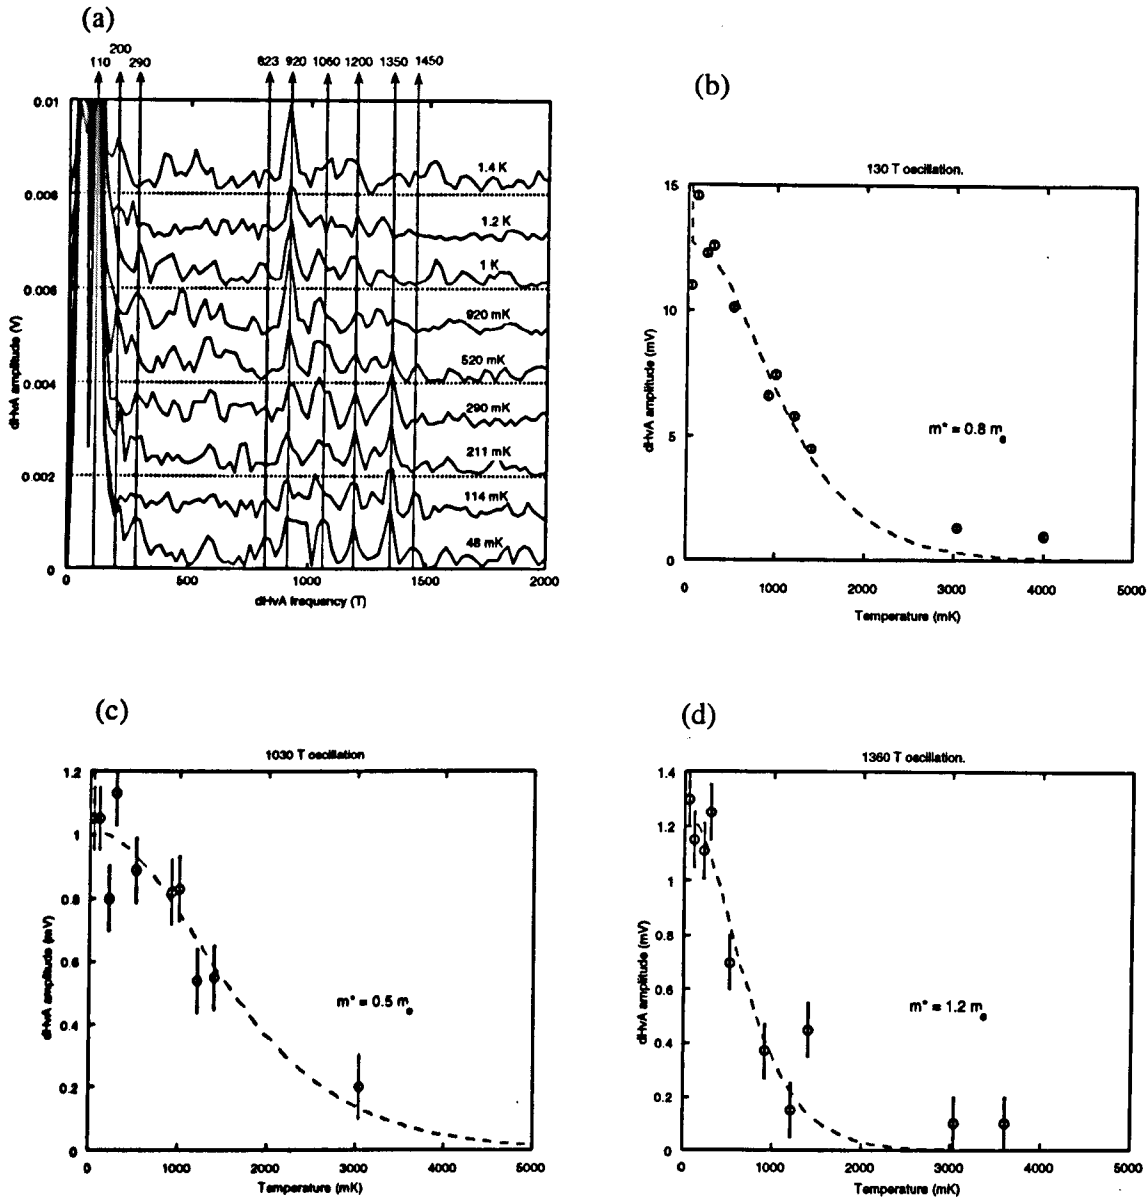 (a)
200
110 290 823 920 1060 1200 1350 1450
0.01
0.008
0.006
0.004
0.002
0
dHvA amplitude (V)
1.4 K
1.2 K
1 K
920 mK
520 mK
290 mK
211 mK
114 mK
48 mK
0 500 1000 1500 2000
dHvA frequency (T)
(b)
130 T oscillation.
15
10
5
0
dHvA amplitude (mV)
m* = 0.8 m e
0 1000 2000 3000 4000 5000
Temperature (mK)
(c)
1030 T oscillation
1.2
1
0.8
0.6
0.4
0.2
0
dHvA amplitude (mV)
m* = 0.5 m e
0 1000 2000 3000 4000 5000
Temperature (mK)
(d)
1360 T oscillation.
1.4
1.2
1
0.8
0.6
0.4
0.2
0
dHvA amplitude (mV)
m* = 1.2 m e
0 1000 2000 3000 4000 5000
Temperature (mK)